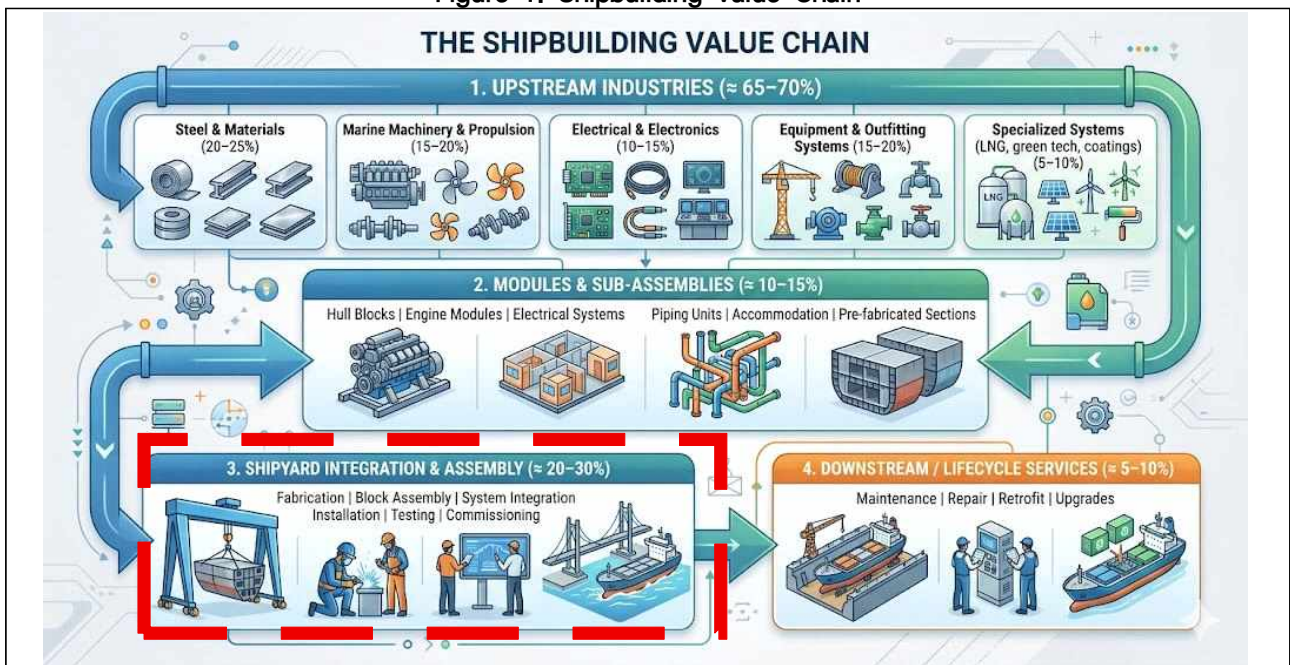 Figure 1. Shipbuilding Value Chain
THE SHIPBUILDING VALUE CHAIN
1. UPSTREAM INDUSTRIES (≈ 65–70%)
Steel & Materials
(20–25%)
Marine Machinery & Propulsion
(15–20%)
Electrical & Electronics
(10–15%)
Equipment & Outfitting
Systems (15–20%)
Specialized Systems
(LNG, green tech, coatings)
(5–10%)
LNG
2. MODULES & SUB-ASSEMBLIES (≈ 10–15%)
Hull Blocks | Engine Modules | Electrical Systems
Piping Units | Accommodation | Pre-fabricated Sections
3. SHIPYARD INTEGRATION & ASSEMBLY (≈ 20–30%)
Fabrication | Block Assembly | System Integration
Installation | Testing | Commissioning
4. DOWNSTREAM / LIFECYCLE SERVICES (≈ 5–10%)
Maintenance | Repair | Retrofit | Upgrades